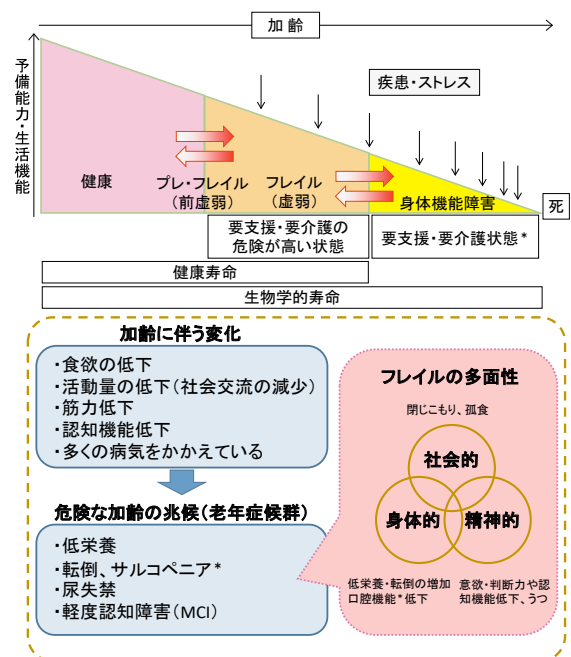 加 齢
予備能力・生活機能
疾患・ストレス
健康
プレ・フレイル
(前虚弱)
フレイル
(虚弱)
身体機能障害
死
要支援・要介護の
危険が高い状態
要支援・要介護状態*
健康寿命
生物学的寿命
加齢に伴う変化
・食欲の低下
・活動量の低下(社会交流の減少)
・筋力低下
・認知機能低下
・多くの病気をかかえている
危険な加齢の兆候(老年症候群)
・低栄養
・転倒、サルコペニア*
・尿失禁
・軽度認知障害(MCI)
フレイルの多面性
閉じこもり、孤食
社会的
身体的
精神的
低栄養・転倒の増加
口腔機能*低下
意欲・判断力や認
知機能低下、うつ